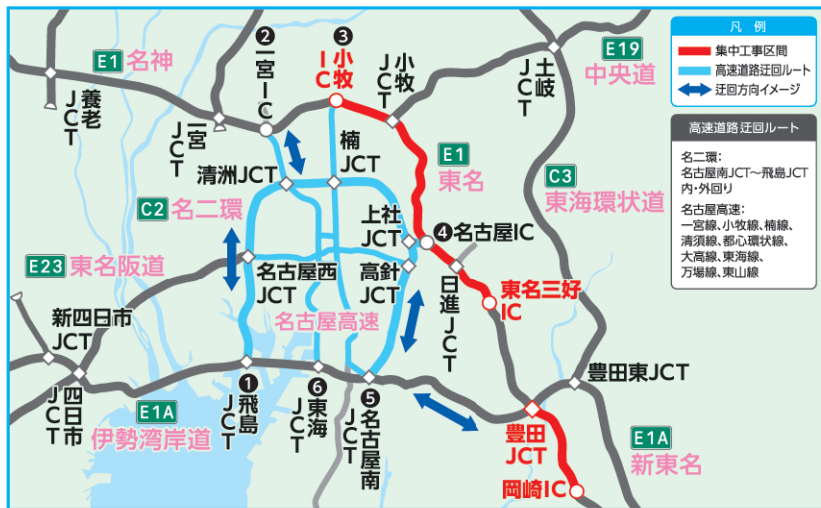 凡 例
集中工事区間
高速道路迂回ルート
迂回方向イメージ
高速道路迂回ルート
名二環：
名古屋南JCT～飛島JCT
内・外回り
名古屋高速：
一宮線、小牧線、楠線、
清須線、都心環状線、
大高線、東海線、
万場線、東山線
E1 名神
養老JCT
一宮JCT
❷一宮IC
❸小牧IC
小牧JCT
土岐JCT
E19
中央道
楠JCT
清洲JCT
E1
東名
C3
東海環状道
C2 名二環
上社JCT
❹名古屋IC
E23 東名阪道
名古屋西JCT
高針JCT
日進JCT
東名三好IC
名古屋高速
新四日市JCT
四日市JCT
E1A
伊勢湾岸道
❶飛島JCT
❻東海JCT
❺名古屋南JCT
豊田東JCT
豊田JCT
E1A
新東名
岡崎IC